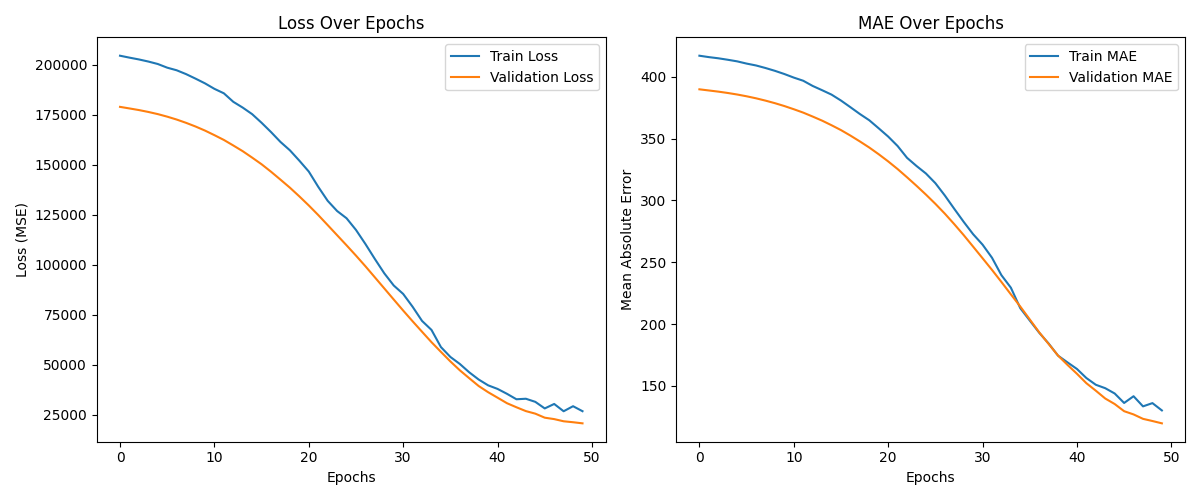 Loss Over Epochs
Loss (MSE)
200000
175000
150000
125000
100000
75000
50000
25000
0 10 20 30 40 50
Epochs
Train Loss
Validation Loss
MAE Over Epochs
Mean Absolute Error
400
350
300
250
200
150
0 10 20 30 40 50
Epochs
Train MAE
Validation MAE